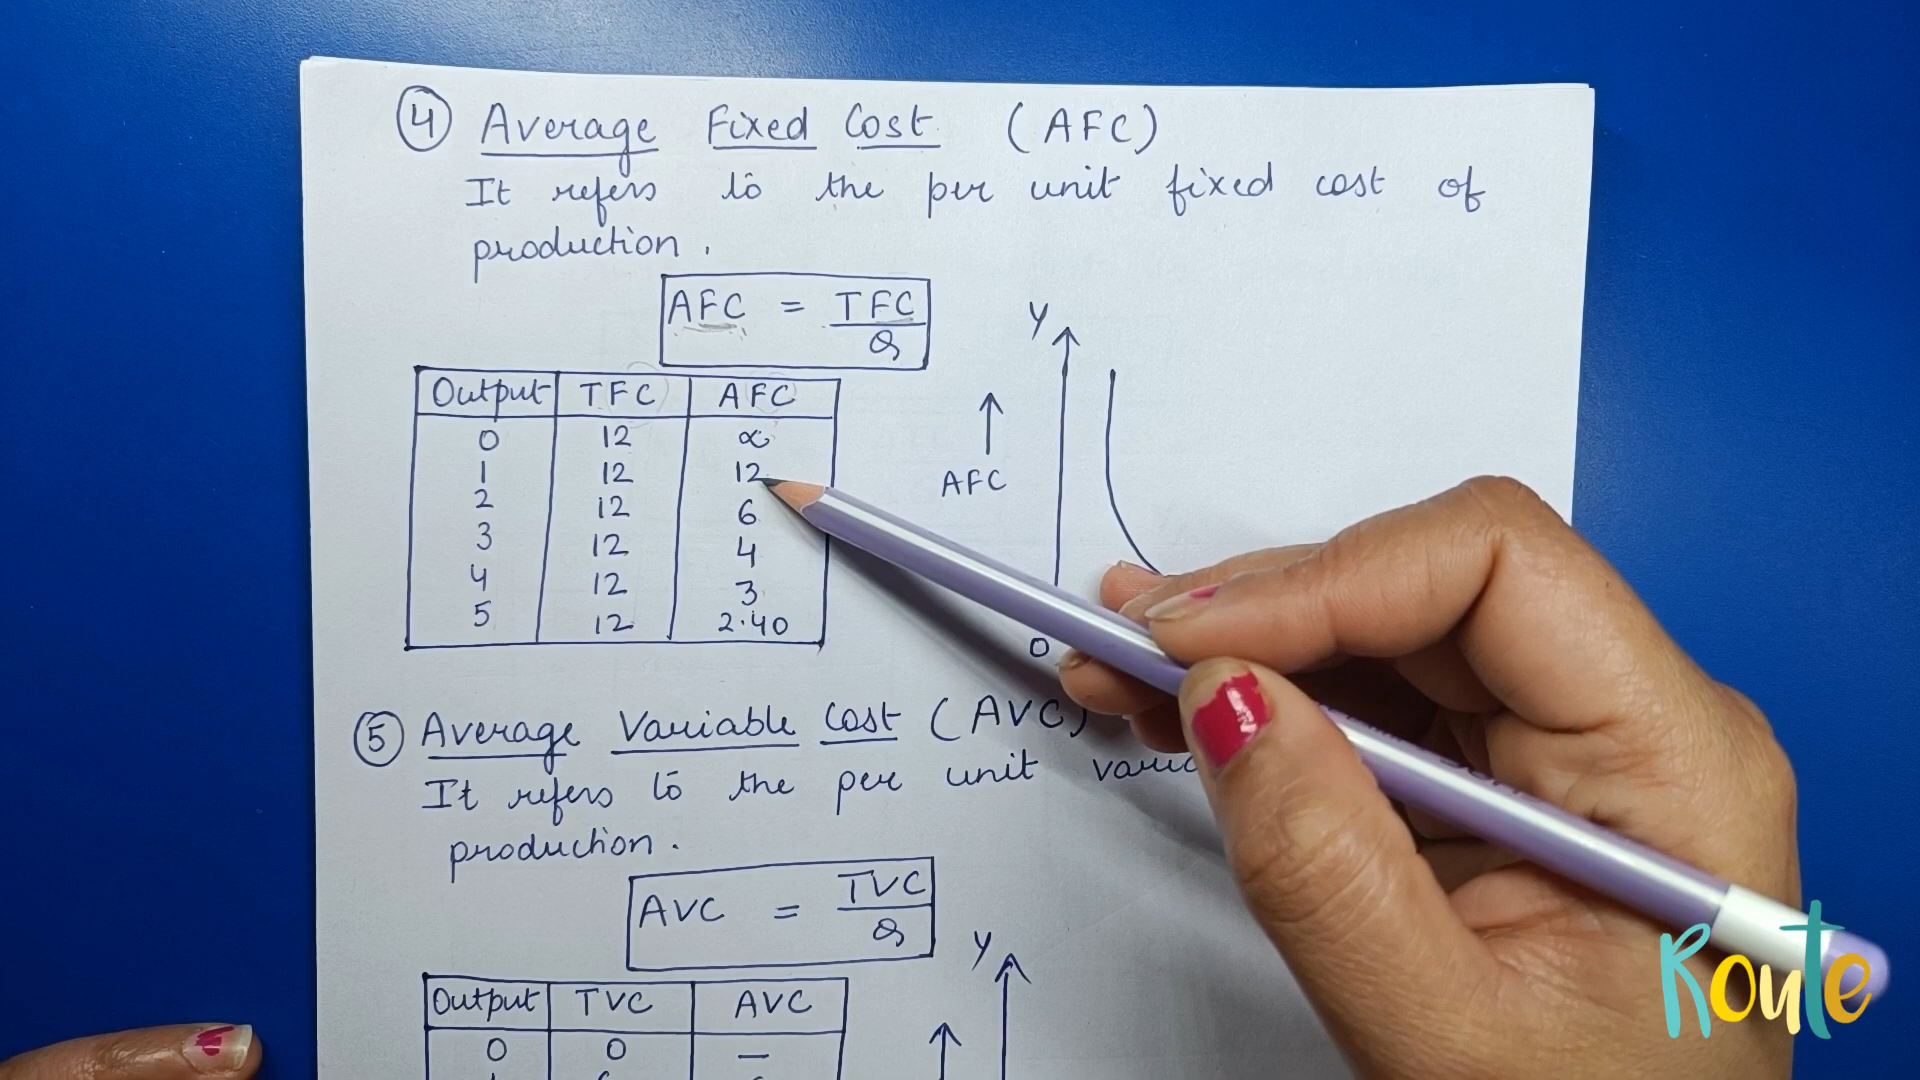 4 Average Fixed Cost (AFC)
It refers to the per unit fixed cost of
production.
AFC = TFC / Q
Output TFC AFC
0 12 ∞
1 12 12
2 12 6
3 12 4
4 12 3
5 12 2.40
Y
AFC
0
5 Average Variable Cost (AVC)
It refers to the per unit
production.
AVC = TVC / Q
Y
Output TVC AVC
0 0 —
Route